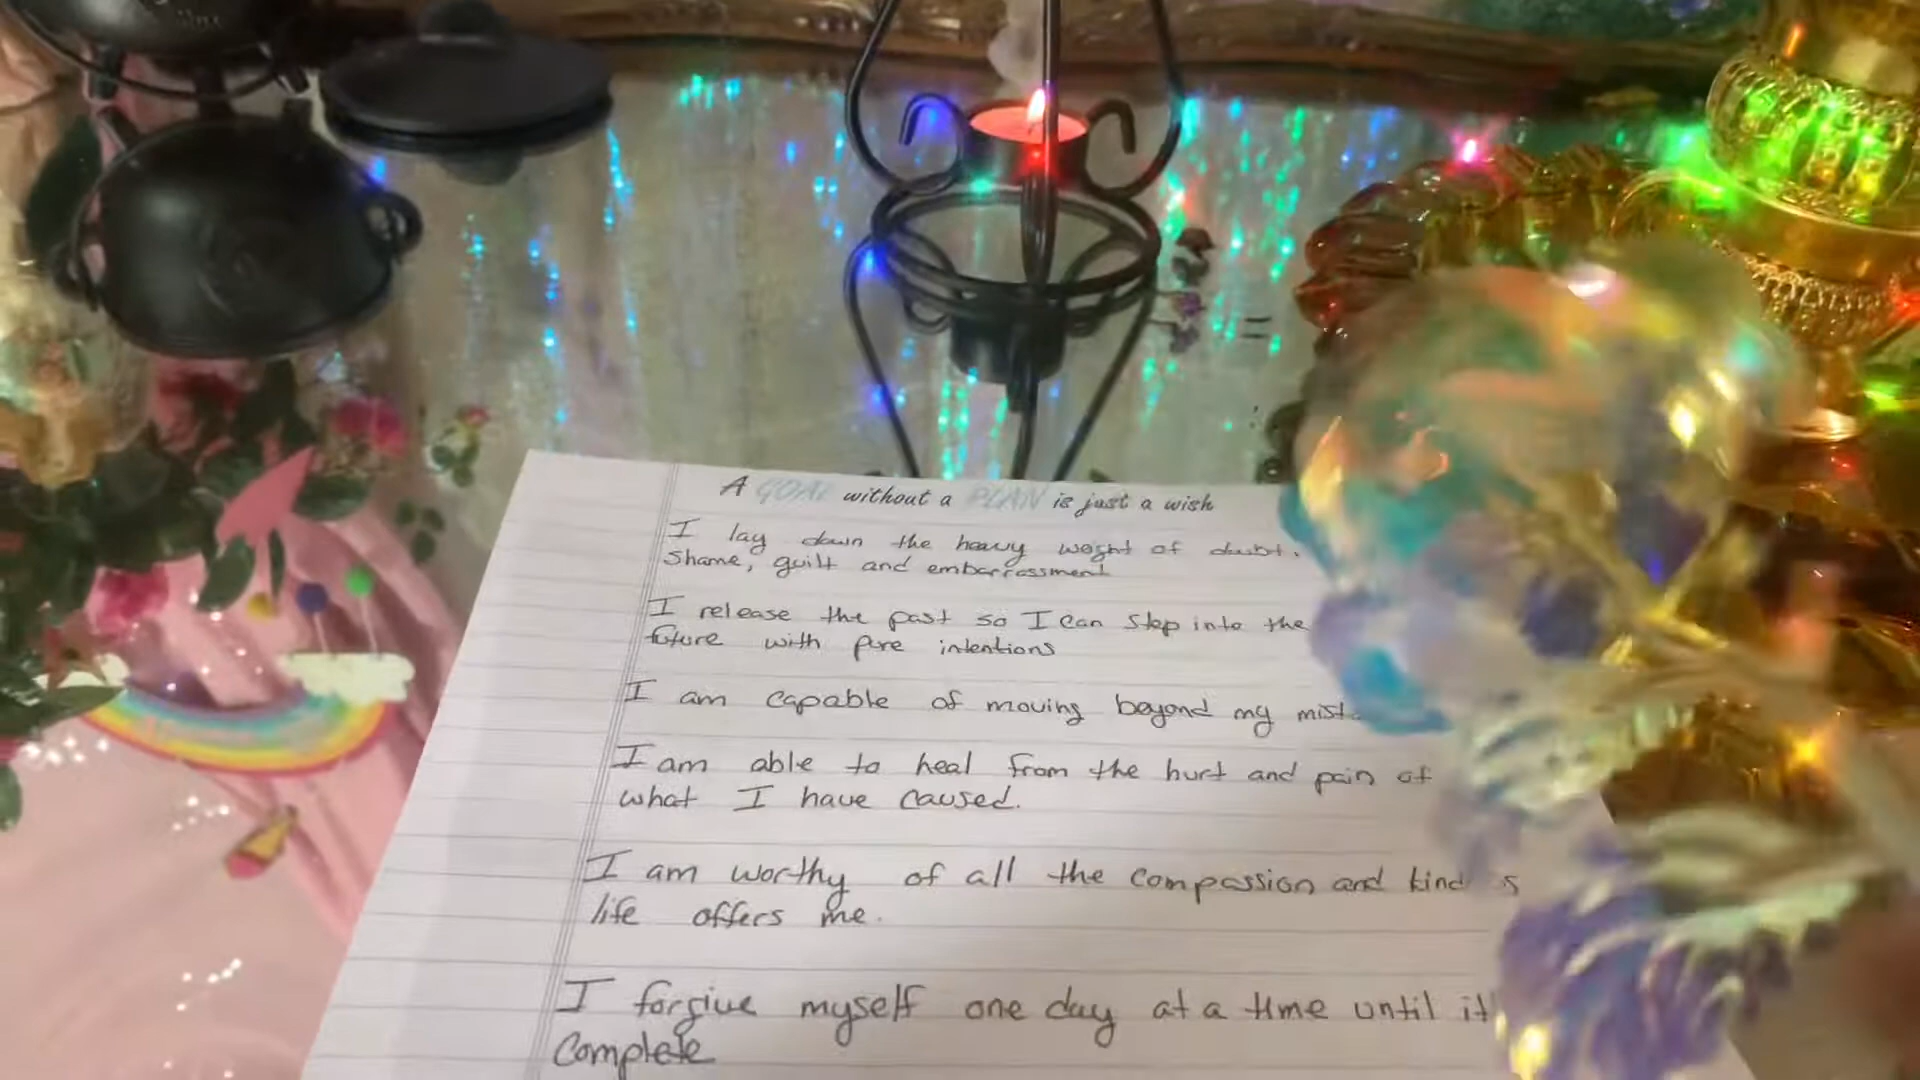 A GOAL without a PLAN is just a wish
I lay down the heavy weght of doubt.
Shame, guilt and embarrassment
I release the past so I can Step into the
future with pure intentions
I am capable of moving beyond my
I am able to heal from the hurt and pain of
what I have caused.
I am worthy of all the compassion and
life offers me.
I forgive myself one day at a time until it
Complete